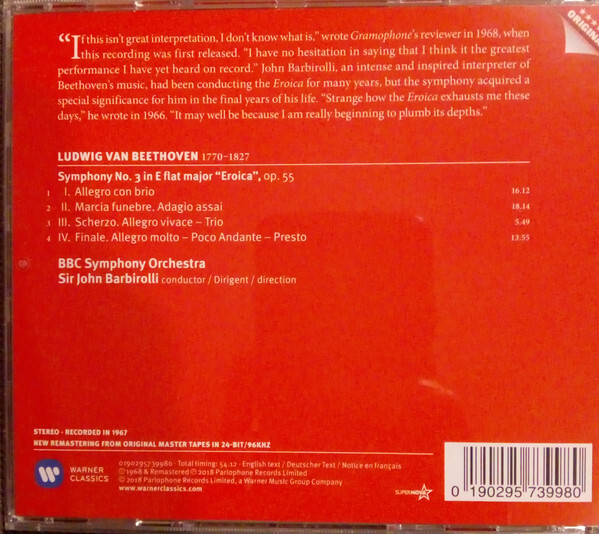 ORIGINAL
“If this isn't great interpretation, I don't know what is,” wrote Gramophone's reviewer in 1968, when
this recording was first released. “I have no hesitation in saying that I think it the greatest
performance I have yet heard on record.” John Barbirolli, an intense and inspired interpreter of
Beethoven's music, had been conducting the Eroica for many years, but the symphony acquired a
special significance for him in the final years of his life. “Strange how the Eroica exhausts me these
days,” he wrote in 1966. “It may well be because I am really beginning to plumb its depths.”
LUDWIG VAN BEETHOVEN 1770–1827
Symphony No. 3 in E flat major “Eroica”, op. 55
1 I. Allegro con brio 16.12
2 II. Marcia funebre. Adagio assai 18.14
3 III. Scherzo. Allegro vivace – Trio 5.49
4 IV. Finale. Allegro molto – Poco Andante – Presto 13.55
BBC Symphony Orchestra
Sir John Barbirolli conductor / Dirigent / direction
STEREO · RECORDED IN 1967
NEW REMASTERING FROM ORIGINAL MASTER TAPES IN 24-BIT/96KHZ
WARNER
CLASSICS
0190295739980 · Total timing: 54.12 · English text / Deutscher Text / Notice en français
℗1968 & Remastered ℗2018 Parlophone Records Limited
©2018 Parlophone Records Limited, a Warner Music Group Company
www.warnerclassics.com
SUPERNOVA
0 190295 739980